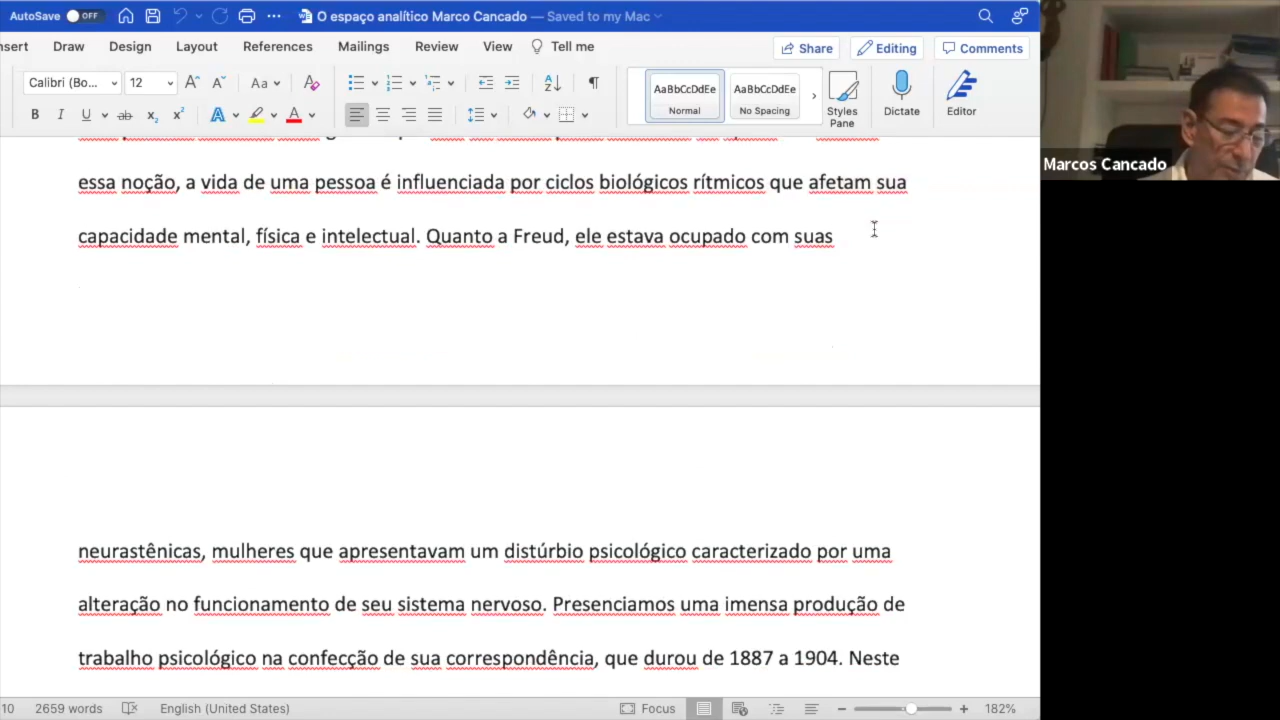 AutoSave OFF O espaço analítico Marco Cancado — Saved to my Mac
nsert Draw Design Layout References Mailings Review View Tell me Share Editing Comments
Calibri (Bo... 12 A A Aa A AaBbCcDdEe AaBbCcDdEe
Normal No Spacing Styles Pane Dictate Editor
B I U ab x₂ x² A A
Marcos Cancado
essa noção, a vida de uma pessoa é influenciada por ciclos biológicos rítmicos que afetam sua
capacidade mental, física e intelectual. Quanto a Freud, ele estava ocupado com suas
neurastênicas, mulheres que apresentavam um distúrbio psicológico caracterizado por uma
alteração no funcionamento de seu sistema nervoso. Presenciamos uma imensa produção de
trabalho psicológico na confecção de sua correspondência, que durou de 1887 a 1904. Neste
10 2659 words English (United States) Focus 182%